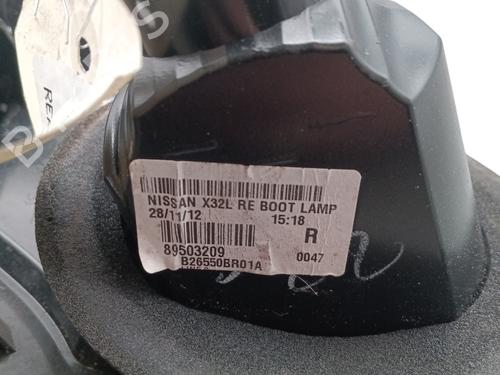 NISSAN X32L RE BOOT LAMP
28/11/12 15:18
R
89503209 0047
B26550BR01A